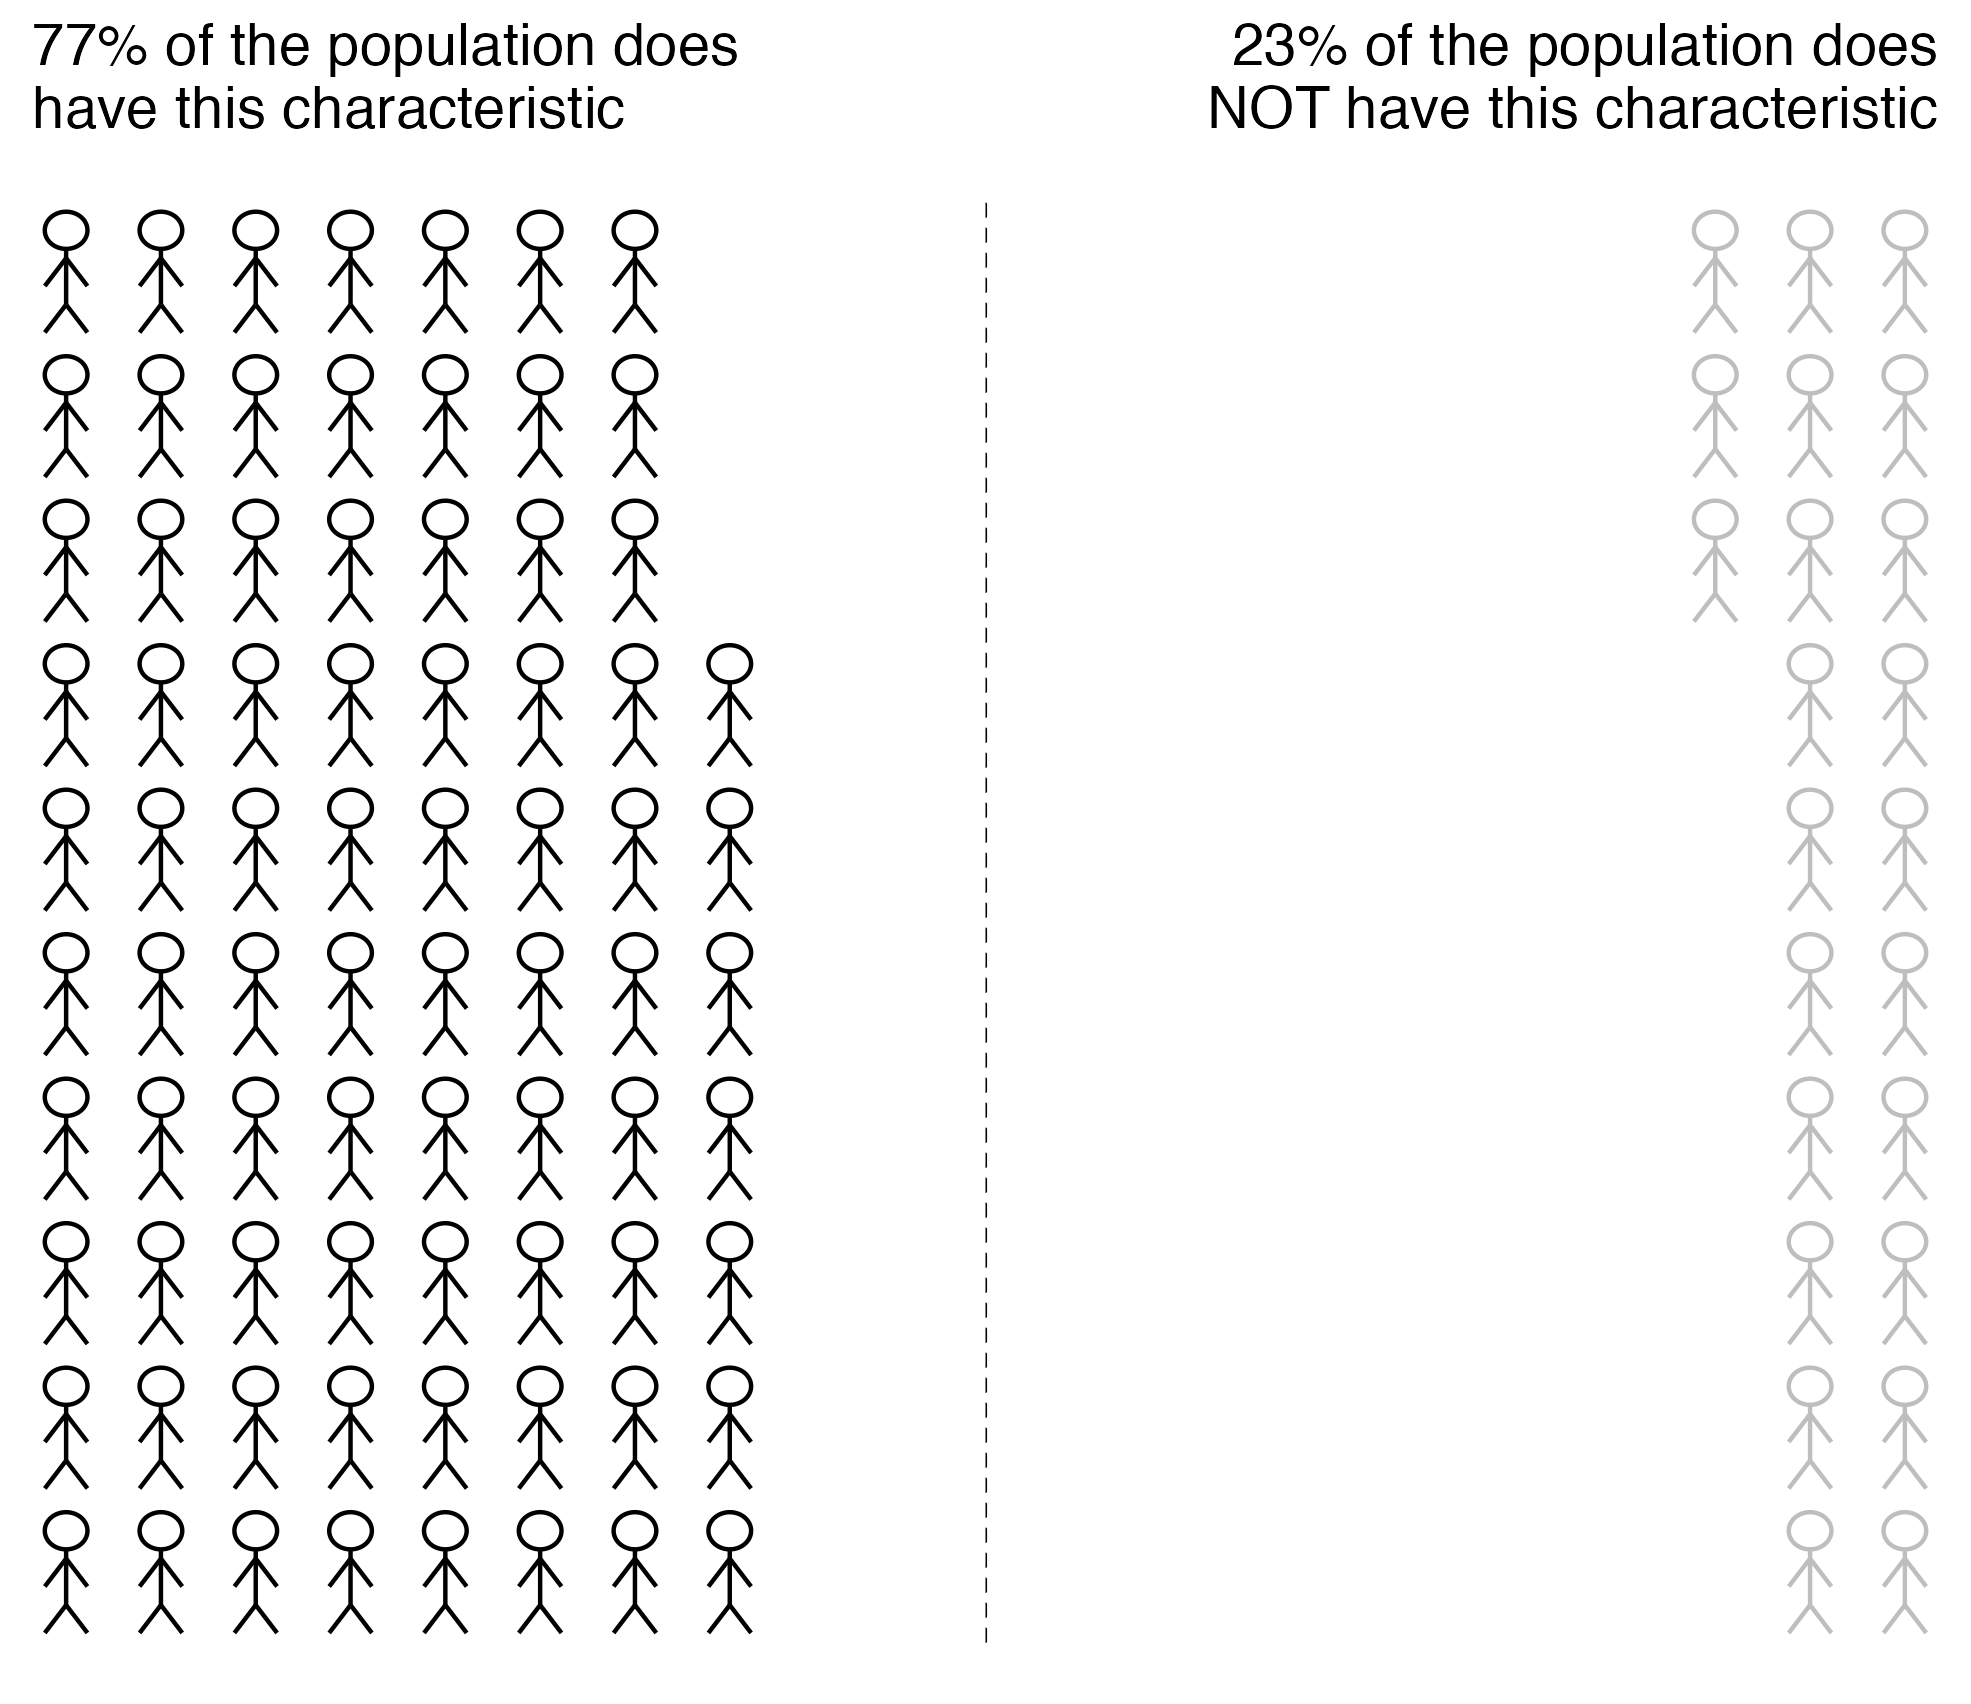 77% of the population does
have this characteristic
23% of the population does
NOT have this characteristic